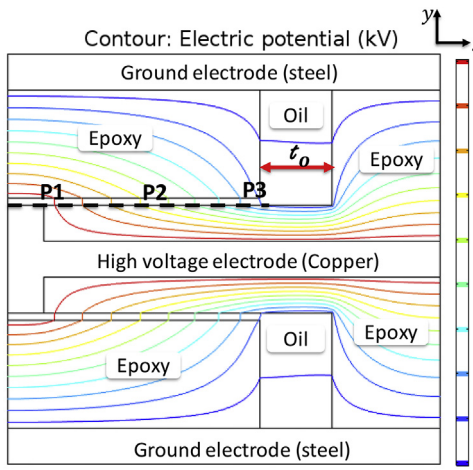 Contour: Electric potential (kV)
y
Ground electrode (steel)
Oil
Epoxy
Epoxy
t₀
P1
P2
P3
High voltage electrode (Copper)
Oil
Epoxy
Epoxy
Ground electrode (steel)